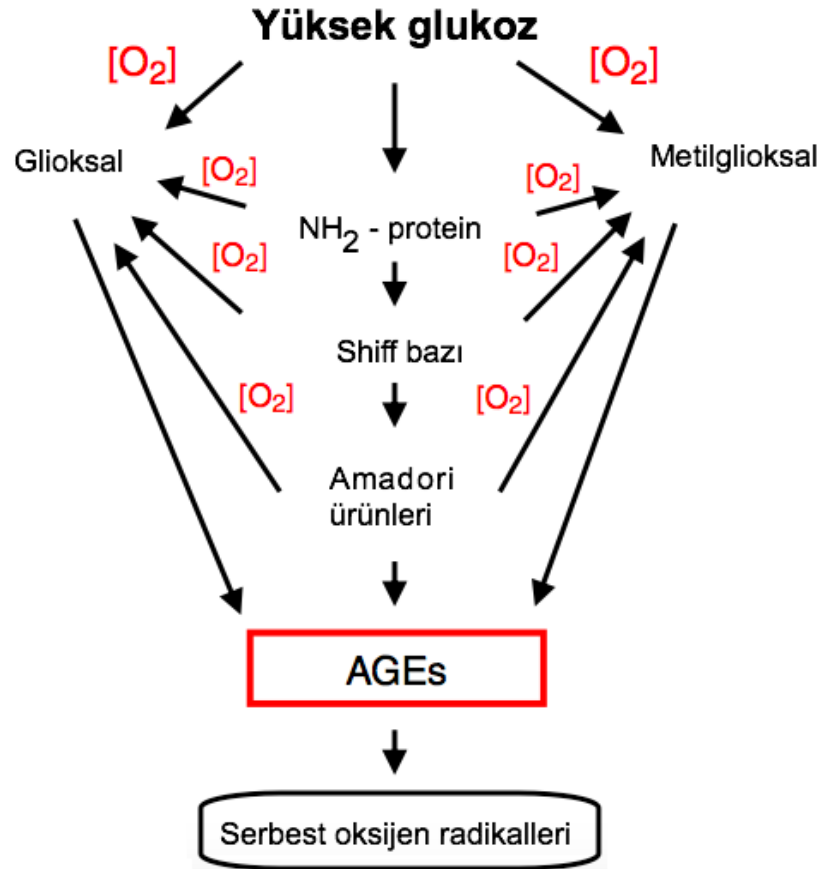 Yüksek glukoz
[O₂]
[O₂]
Glioksal
Metilglioksal
[O₂]
[O₂]
NH₂ - protein
[O₂]
[O₂]
Shiff bazı
[O₂]
[O₂]
Amadori
ürünleri
AGEs
Serbest oksijen radikalleri